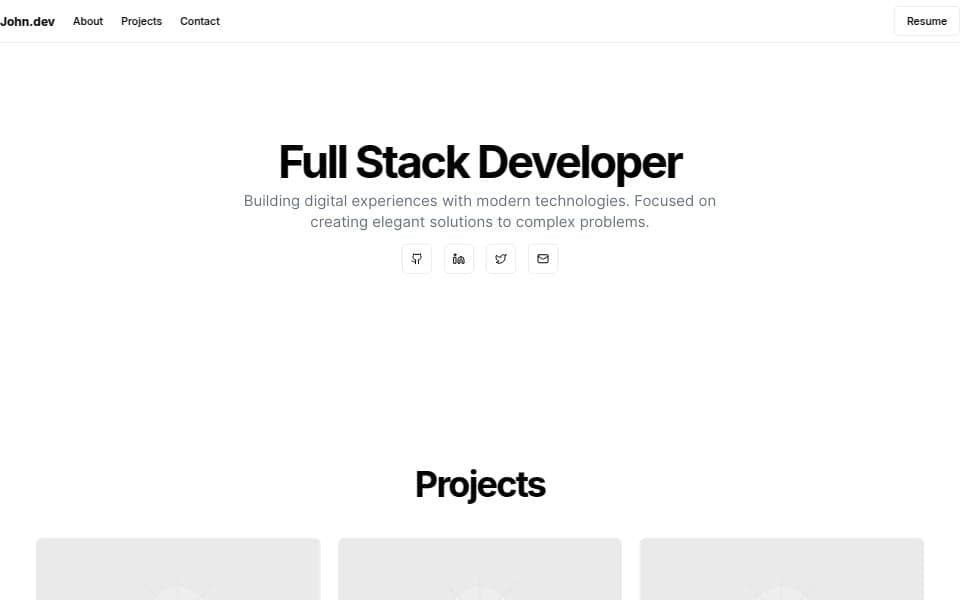 John.dev About Projects Contact Resume
Full Stack Developer
Building digital experiences with modern technologies. Focused on
creating elegant solutions to complex problems.
Projects